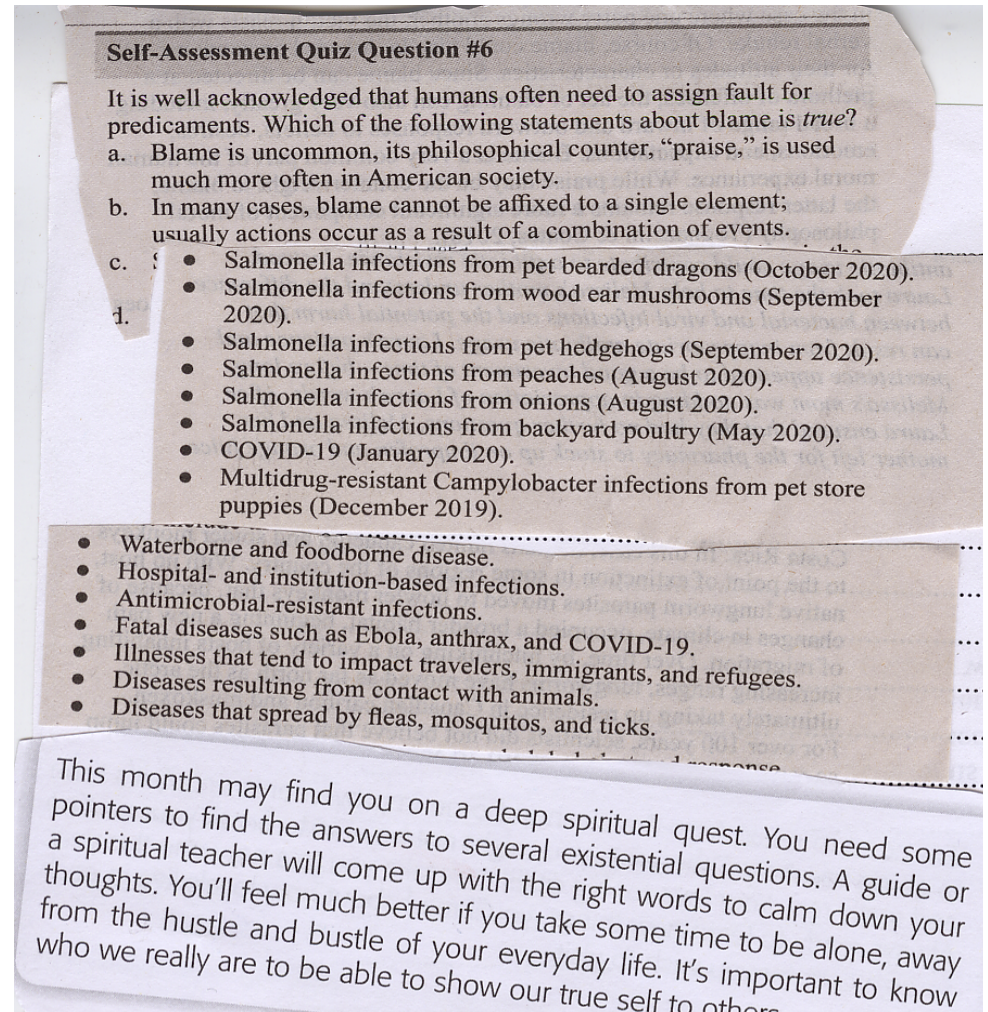 Self-Assessment Quiz Question #6
It is well acknowledged that humans often need to assign fault for
predicaments. Which of the following statements about blame is true?
a. Blame is uncommon, its philosophical counter, “praise,” is used
much more often in American society.
b. In many cases, blame cannot be affixed to a single element;
usually actions occur as a result of a combination of events.
c.
d.
• Salmonella infections from pet bearded dragons (October 2020).
• Salmonella infections from wood ear mushrooms (September
2020).
• Salmonella infections from pet hedgehogs (September 2020).
• Salmonella infections from peaches (August 2020).
• Salmonella infections from onions (August 2020).
• Salmonella infections from backyard poultry (May 2020).
• COVID-19 (January 2020).
• Multidrug-resistant Campylobacter infections from pet store
puppies (December 2019).
• Waterborne and foodborne disease.
• Hospital- and institution-based infections.
• Antimicrobial-resistant infections.
• Fatal diseases such as Ebola, anthrax, and COVID-19.
• Illnesses that tend to impact travelers, immigrants, and refugees.
• Diseases resulting from contact with animals.
• Diseases that spread by fleas, mosquitos, and ticks.
This month may find you on a deep spiritual quest. You need some
pointers to find the answers to several existential questions. A guide or
a spiritual teacher will come up with the right words to calm down your
thoughts. You’ll feel much better if you take some time to be alone, away
from the hustle and bustle of your everyday life. It’s important to know
who we really are to be able to show our true self to others